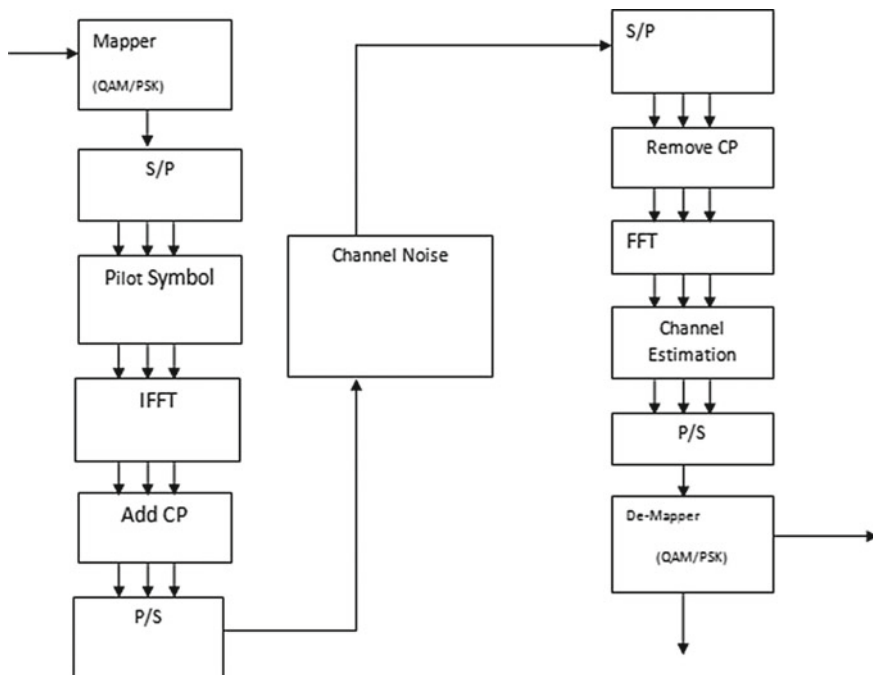 Mapper
(QAM/PSK)
S/P
Pilot Symbol
IFFT
Add CP
P/S
Channel Noise
S/P
Remove CP
FFT
Channel
Estimation
P/S
De-Mapper
(QAM/PSK)